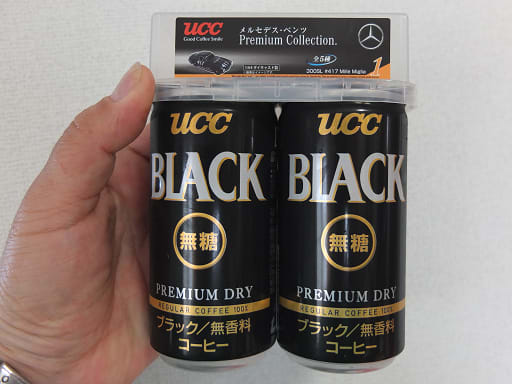 UCC
Good Coffee Smile
メルセデス・ベンツ
Premium Collection.
全5種
300SL #417 Mille Miglia
1
UCC
BLACK
無糖
PREMIUM DRY
REGULAR COFFEE 100%
ブラック/無香料
コーヒー
UCC
BLACK
無糖
PREMIUM DRY
REGULAR COFFEE 100%
ブラック/無香料
コーヒー